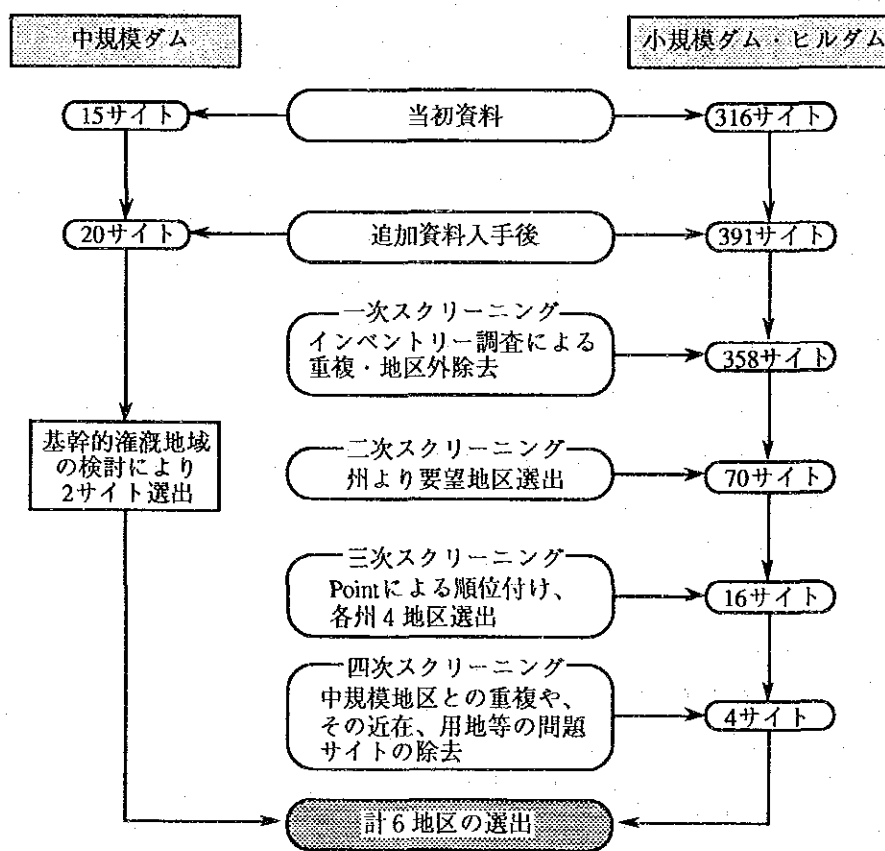 中規模ダム
小規模ダム・ヒルダム
15サイト
当初資料
316サイト
20サイト
追加資料入手後
391サイト
一次スクリーニング
インベントリー調査による
重複・地区外除去
358サイト
基幹的灌漑地域
の検討により
2サイト選出
二次スクリーニング
州より要望地区選出
70サイト
三次スクリーニング
Pointによる順位付け、
各州4地区選出
16サイト
四次スクリーニング
中規模地区との重複や、
その近在、用地等の問題
サイトの除去
4サイト
計6地区の選出